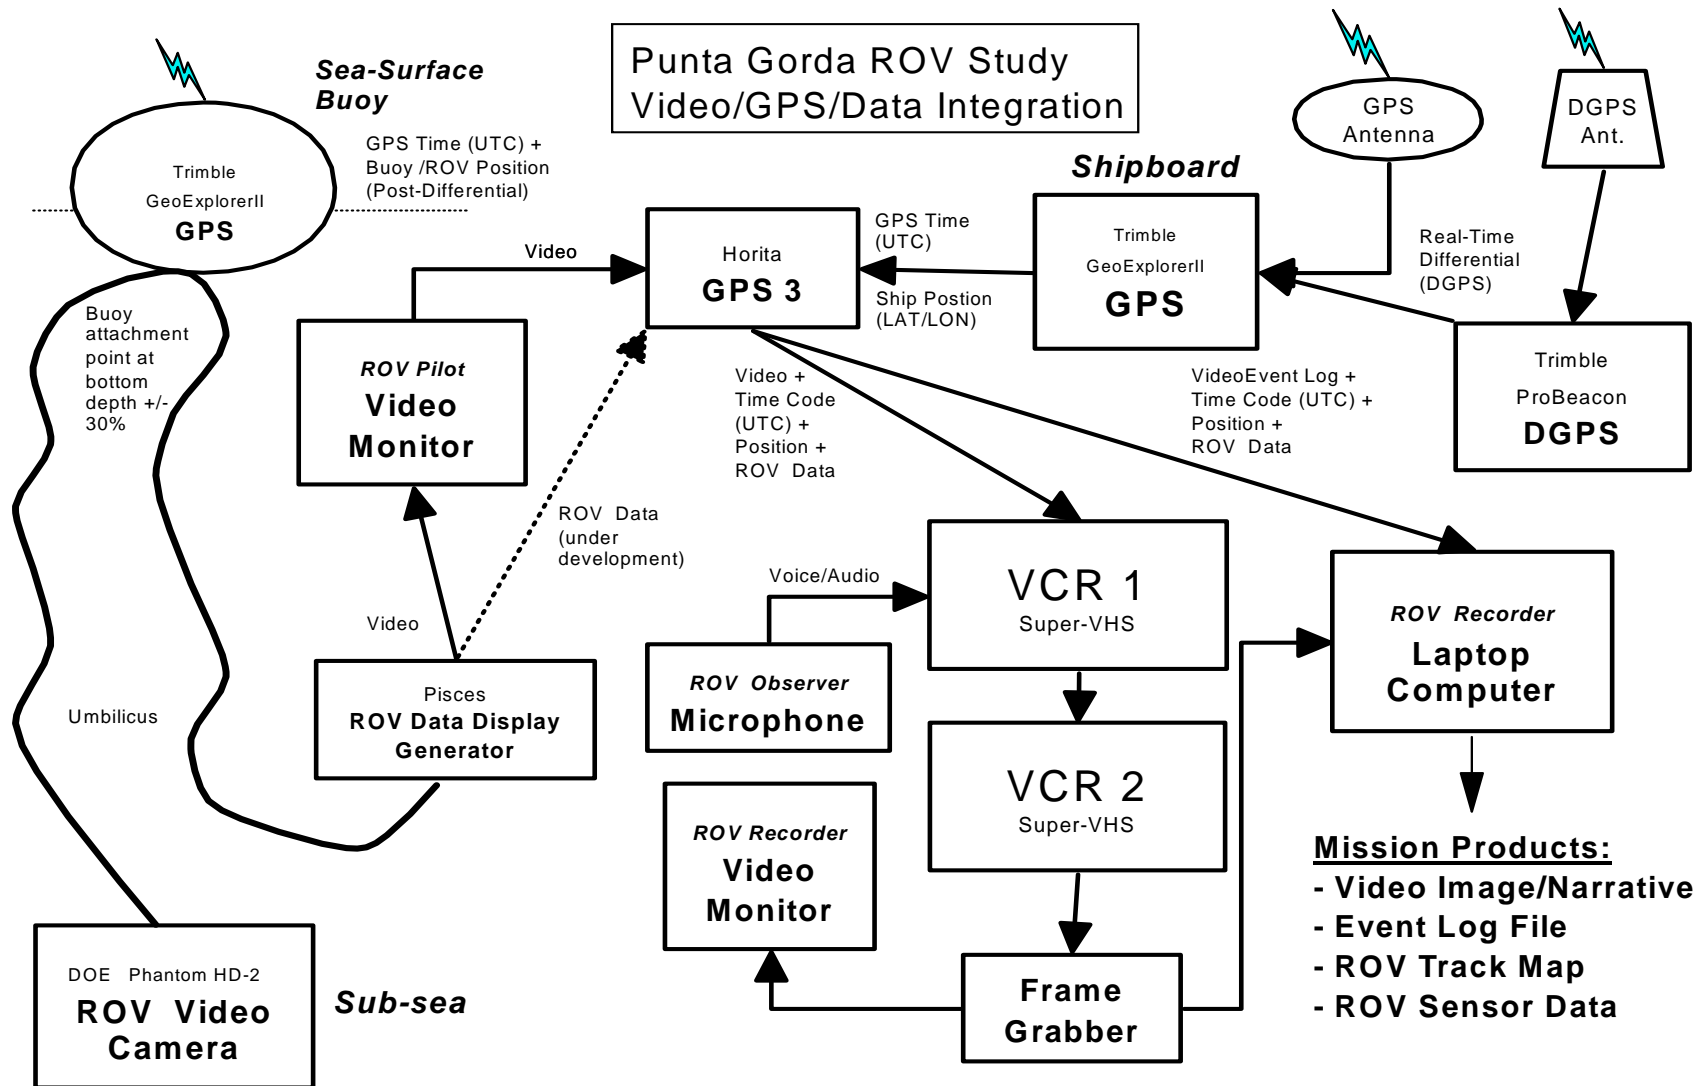 Punta Gorda ROV Study
Video/GPS/Data Integration
Sea-Surface
Buoy
GPS Time (UTC) +
Buoy /ROV Position
(Post-Differential)
Trimble
GeoExplorerII
GPS
Shipboard
GPS
Antenna
DGPS
Ant.
Video
Horita
GPS 3
GPS Time
(UTC)
Ship Postion
(LAT/LON)
Trimble
GeoExplorerII
GPS
Real-Time
Differential
(DGPS)
Trimble
ProBeacon
DGPS
Buoy
attachment
point at
bottom
depth +/-
30%
ROV Pilot
Video
Monitor
Video +
Time Code
(UTC) +
Position +
ROV Data
VideoEvent Log +
Time Code (UTC) +
Position +
ROV Data
ROV Data
(under
development)
Video
Voice/Audio
VCR 1
Super-VHS
ROV Recorder
Laptop
Computer
Umbilicus
Pisces
ROV Data Display
Generator
ROV Observer
Microphone
VCR 2
Super-VHS
ROV Recorder
Video
Monitor
Frame
Grabber
Mission Products:
- Video Image/Narrative
- Event Log File
- ROV Track Map
- ROV Sensor Data
DOE Phantom HD-2
ROV Video
Camera
Sub-sea